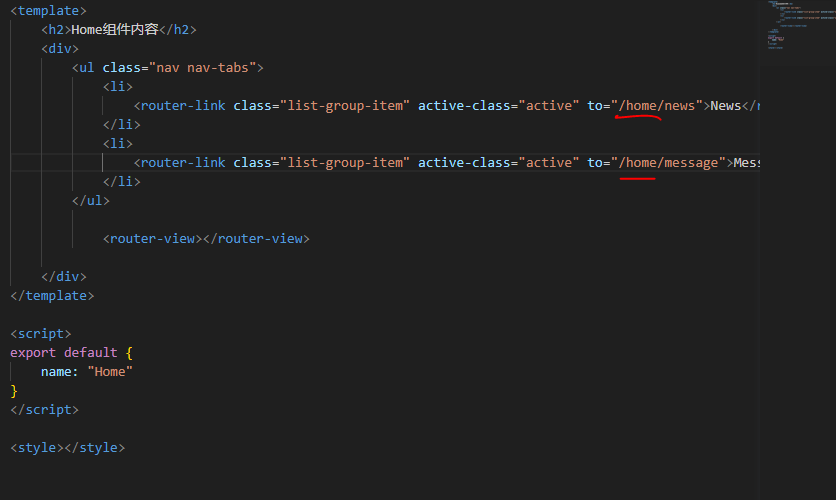 <template>
<h2>Home组件内容</h2>
<div>
<ul class="nav nav-tabs">
<li>
<router-link class="list-group-item" active-class="active" to="/home/news">News</
</li>
<li>
<router-link class="list-group-item" active-class="active" to="/home/message">Mess
</li>
</ul>
<router-view></router-view>
</div>
</template>
<script>
export default {
name: "Home"
}
</script>
<style></style>